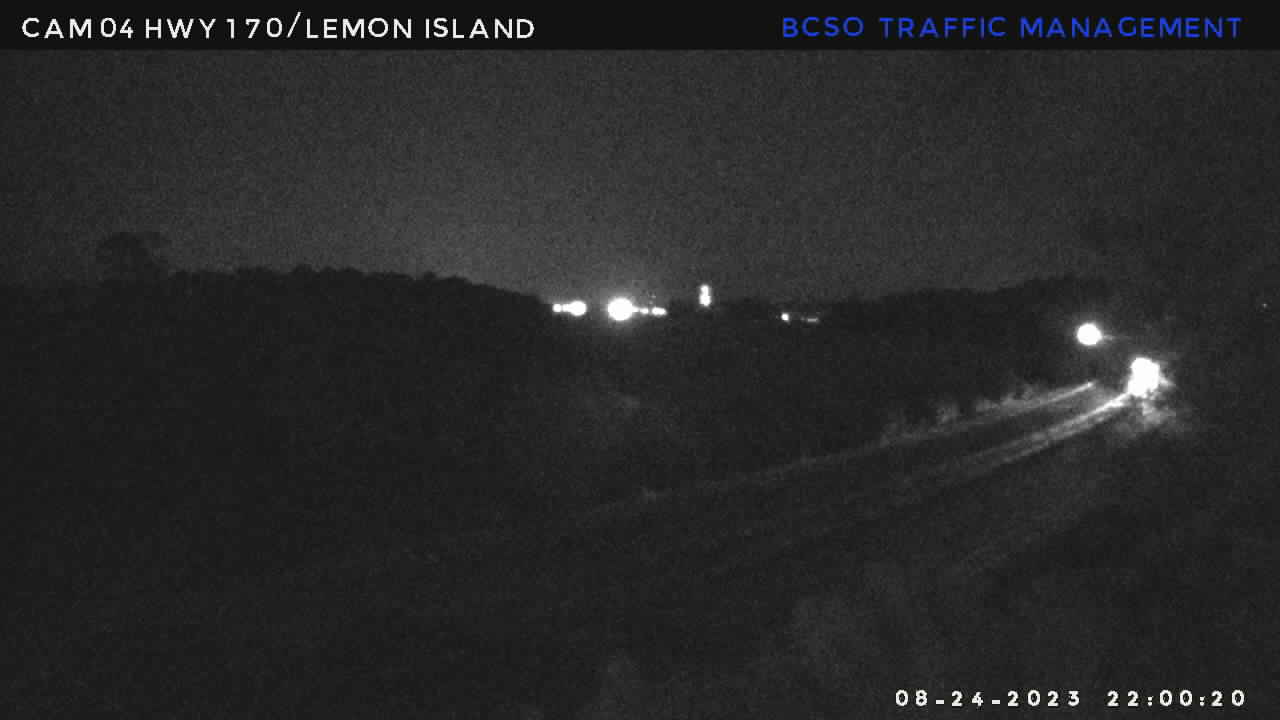 CAM 04 HWY 170/LEMON ISLAND
BCSO TRAFFIC MANAGEMENT
08-24-2023 22:00:20